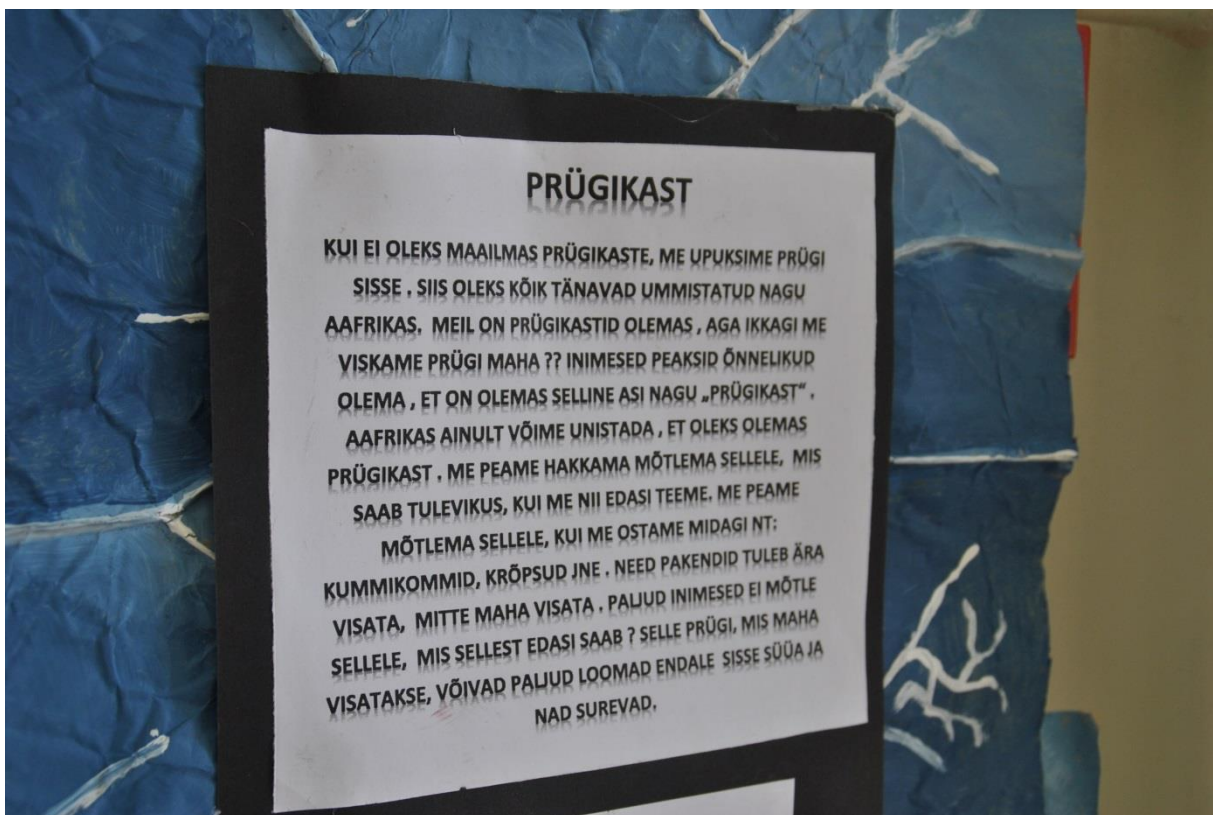 PRÜGIKAST
KUI EI OLEKS MAAILMAS PRÜGIKASTE, ME UPUKSIME PRÜGI
SISSE . SIIS OLEKS KÕIK TÄNAVAD UMMISTATUD NAGU
AAFRIKAS. MEIL ON PRÜGIKASTID OLEMAS , AGA IKKAGI ME
VISKAME PRÜGI MAHA ?? INIMESED PEAKSID ÕNNELIKUD
OLEMA , ET ON OLEMAS SELLINE ASI NAGU „PRÜGIKAST“ .
AAFRIKAS AINULT VÕIME UNISTADA , ET OLEKS OLEMAS
PRÜGIKAST . ME PEAME HAKKAMA MÕTLEMA SELLELE, MIS
SAAB TULEVIKUS, KUI ME NII EDASI TEEME. ME PEAME
MÕTLEMA SELLELE, KUI ME OSTAME MIDAGI NT:
KUMMIKOMMID, KRÕPSUD JNE . NEED PAKENDID TULEB ÄRA
VISATA, MITTE MAHA VISATA . PALJUD INIMESED EI MÕTLE
SELLELE, MIS SELLEST EDASI SAAB ? SELLE PRÜGI, MIS MAHA
VISATAKSE, VÕIVAD PALJUD LOOMAD ENDALE SISSE SÜÜA JA
NAD SUREVAD.